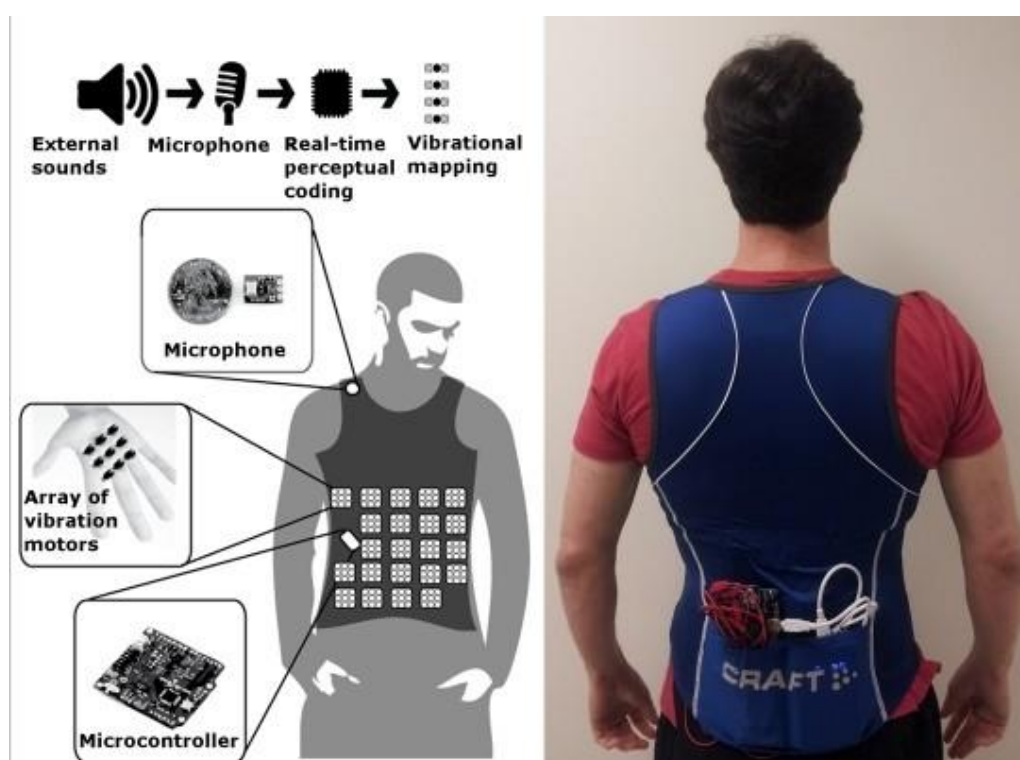 External
sounds
Microphone
Real-time
perceptual
coding
Vibrational
mapping
Microphone
Array of
vibration
motors
Microcontroller
CRAFT